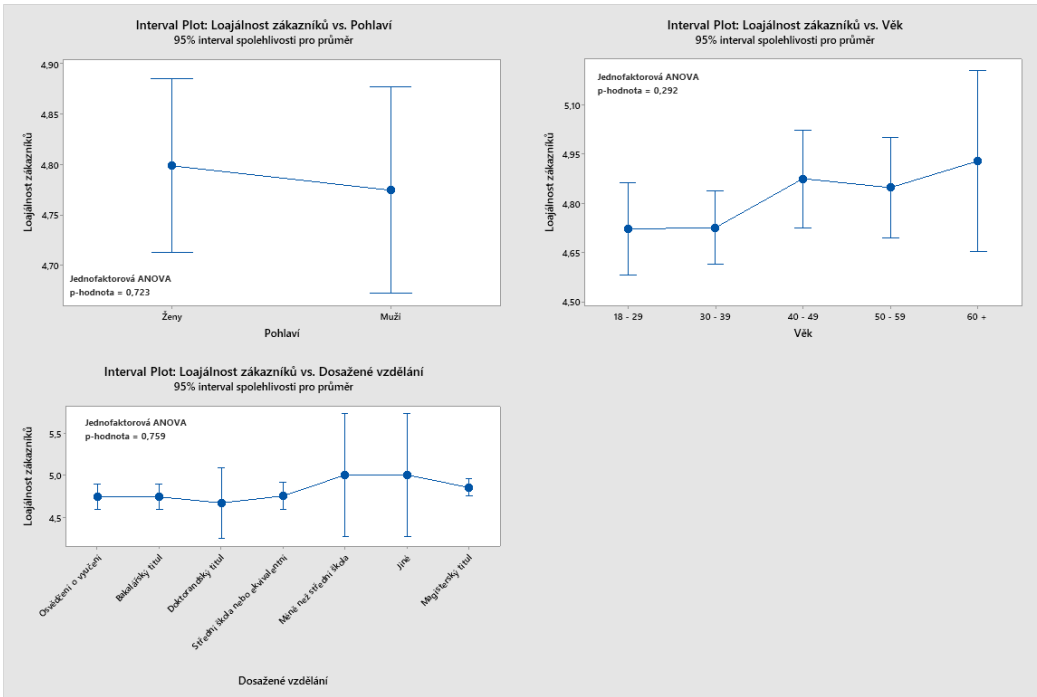 Interval Plot: Loajálnost zákazníků vs. Pohlaví
95% interval spolehlivosti pro průměr
4,90
4,85
4,80
4,75
4,70
Loajálnost zákazníků
Jednofaktorová ANOVA
p-hodnota = 0,723
Ženy
Muži
Pohlaví
Interval Plot: Loajálnost zákazníků vs. Věk
95% interval spolehlivosti pro průměr
Jednofaktorová ANOVA
p-hodnota = 0,292
5,10
4,95
4,80
4,65
4,50
Loajálnost zákazníků
18 - 29
30 - 39
40 - 49
50 - 59
60 +
Věk
Interval Plot: Loajálnost zákazníků vs. Dosažené vzdělání
95% interval spolehlivosti pro průměr
Jednofaktorová ANOVA
p-hodnota = 0,759
5,5
5,0
4,5
Loajálnost zákazníků
Osvědčení o vyučení
Bakalářský titul
Doktorandský titul
Střední škola nebo ekvivalentní
Méně než střední škola
Jiné
Magisterský titul
Dosažené vzdělání